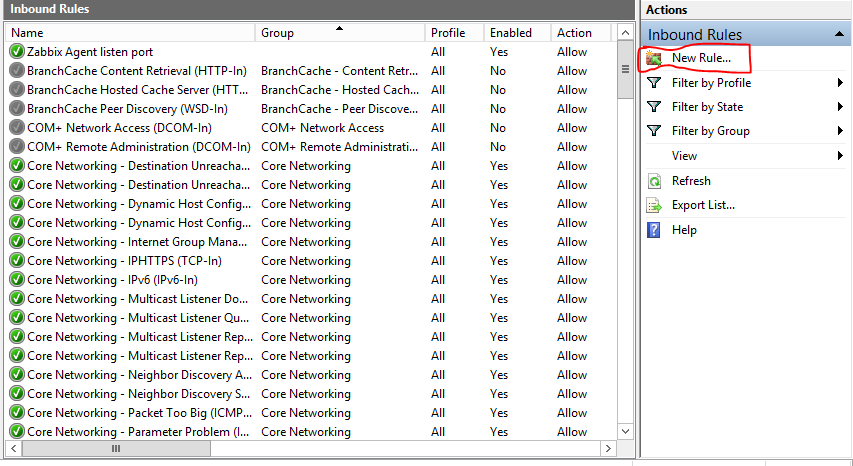 Inbound Rules
Name Group Profile Enabled Action
Zabbix Agent listen port All Yes Allow
BranchCache Content Retrieval (HTTP-In) BranchCache - Content Retr... All No Allow
BranchCache Hosted Cache Server (HTT... BranchCache - Hosted Cach... All No Allow
BranchCache Peer Discovery (WSD-In) BranchCache - Peer Discove... All No Allow
COM+ Network Access (DCOM-In) COM+ Network Access All No Allow
COM+ Remote Administration (DCOM-In) COM+ Remote Administrati... All No Allow
Core Networking - Destination Unreacha... Core Networking All Yes Allow
Core Networking - Destination Unreacha... Core Networking All Yes Allow
Core Networking - Dynamic Host Config... Core Networking All Yes Allow
Core Networking - Dynamic Host Config... Core Networking All Yes Allow
Core Networking - Internet Group Mana... Core Networking All Yes Allow
Core Networking - IPHTTPS (TCP-In) Core Networking All Yes Allow
Core Networking - IPv6 (IPv6-In) Core Networking All Yes Allow
Core Networking - Multicast Listener Do... Core Networking All Yes Allow
Core Networking - Multicast Listener Qu... Core Networking All Yes Allow
Core Networking - Multicast Listener Rep... Core Networking All Yes Allow
Core Networking - Multicast Listener Rep... Core Networking All Yes Allow
Core Networking - Neighbor Discovery A... Core Networking All Yes Allow
Core Networking - Neighbor Discovery S... Core Networking All Yes Allow
Core Networking - Packet Too Big (ICMP... Core Networking All Yes Allow
Core Networking - Parameter Problem (I... Core Networking All Yes Allow
Actions
Inbound Rules
New Rule...
Filter by Profile
Filter by State
Filter by Group
View
Refresh
Export List...
Help